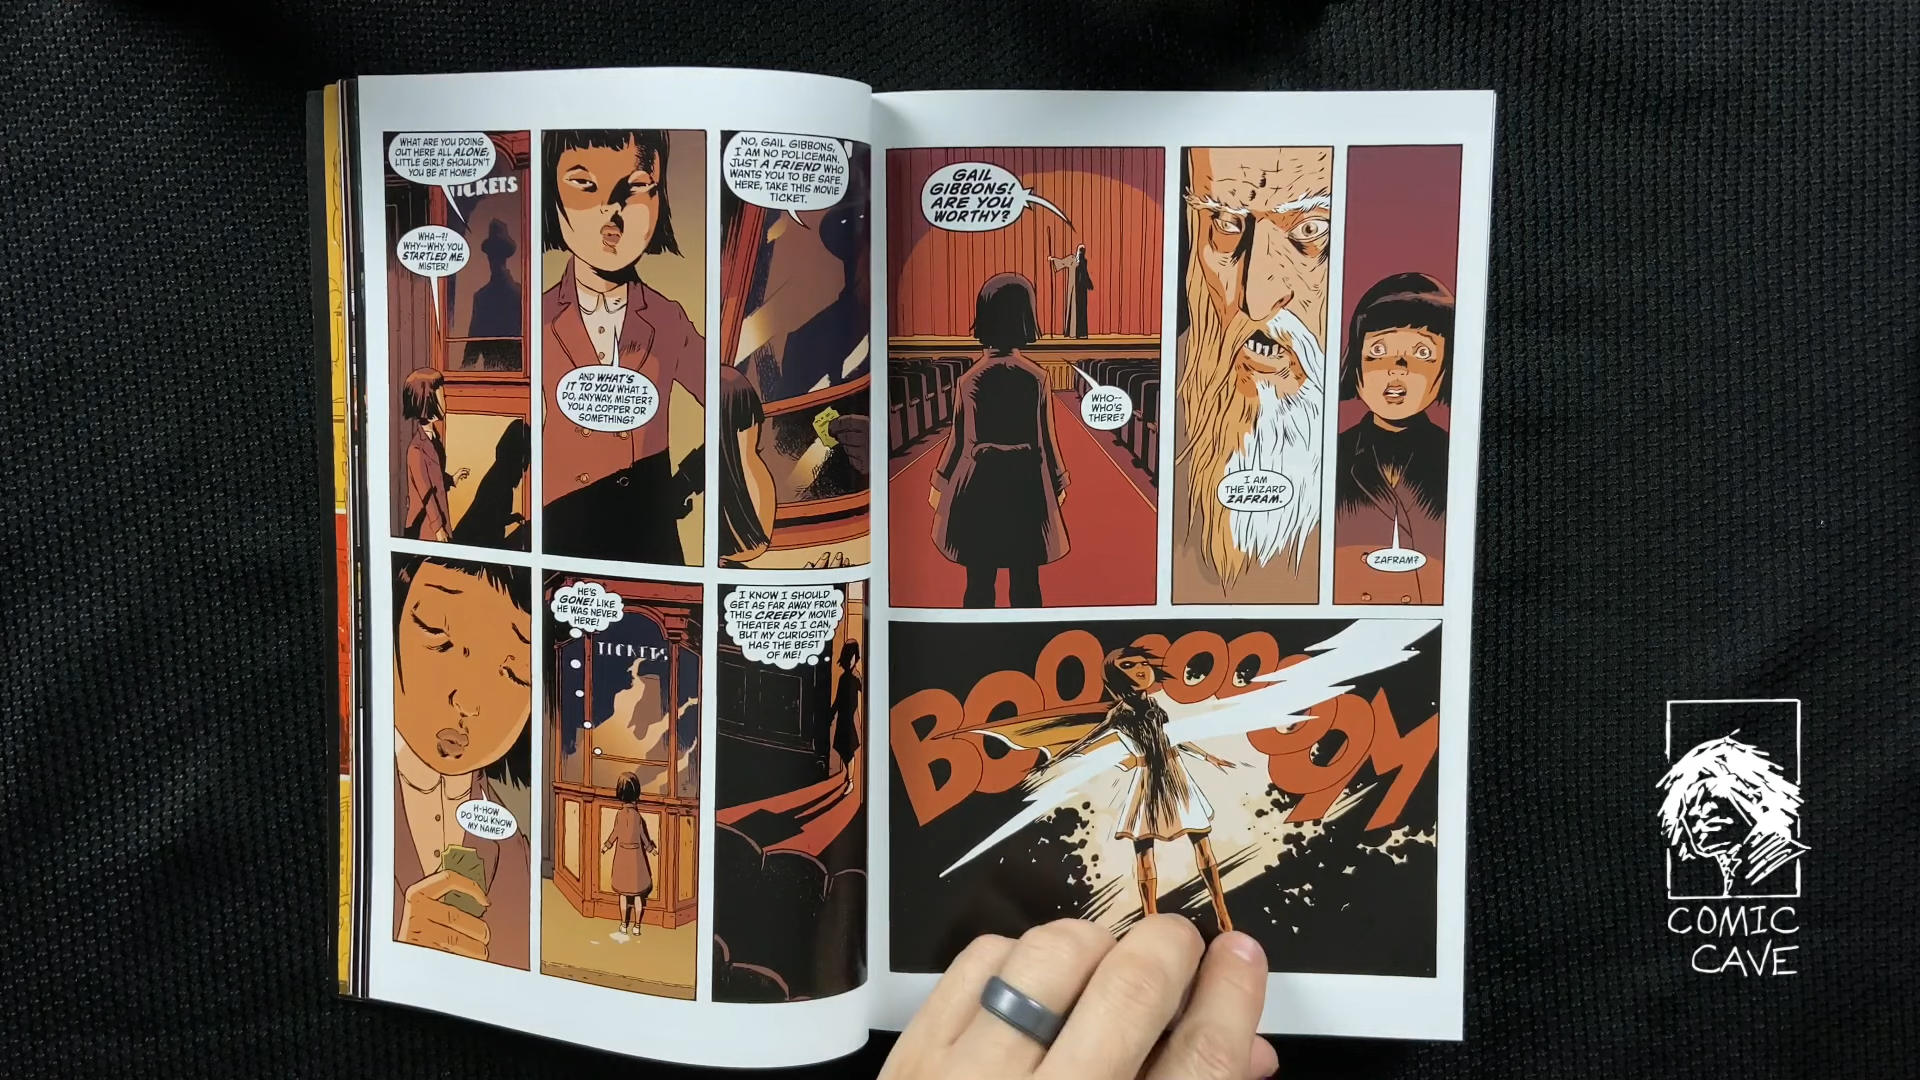 WHAT ARE YOU DOING
OUT HERE ALL ALONE,
LITTLE GIRL? SHOULDN'T
YOU BE AT HOME?
TICKETS
WHA--?!
WHY--WHY, YOU
STARTLED ME,
MISTER!
AND WHAT'S
IT TO YOU WHAT I
DO, ANYWAY, MISTER?
YOU A COPPER OR
SOMETHING?
NO, GAIL GIBBONS,
I AM NO POLICEMAN.
JUST A FRIEND WHO
WANTS YOU TO BE SAFE.
HERE, TAKE THIS MOVIE
TICKET.
H-HOW
DO YOU KNOW
MY NAME?
HE'S
GONE! LIKE
HE WAS NEVER
HERE!
TICKETS
I KNOW I SHOULD
GET AS FAR AWAY FROM
THIS CREEPY MOVIE
THEATER AS I CAN,
BUT MY CURIOSITY
HAS THE BEST
OF ME!
GAIL
GIBBONS!
ARE YOU
WORTHY?
WHO--
WHO'S
THERE?
I AM
THE WIZARD
ZAFRAM.
ZAFRAM?
BOOOOOOOM
COMIC
CAVE